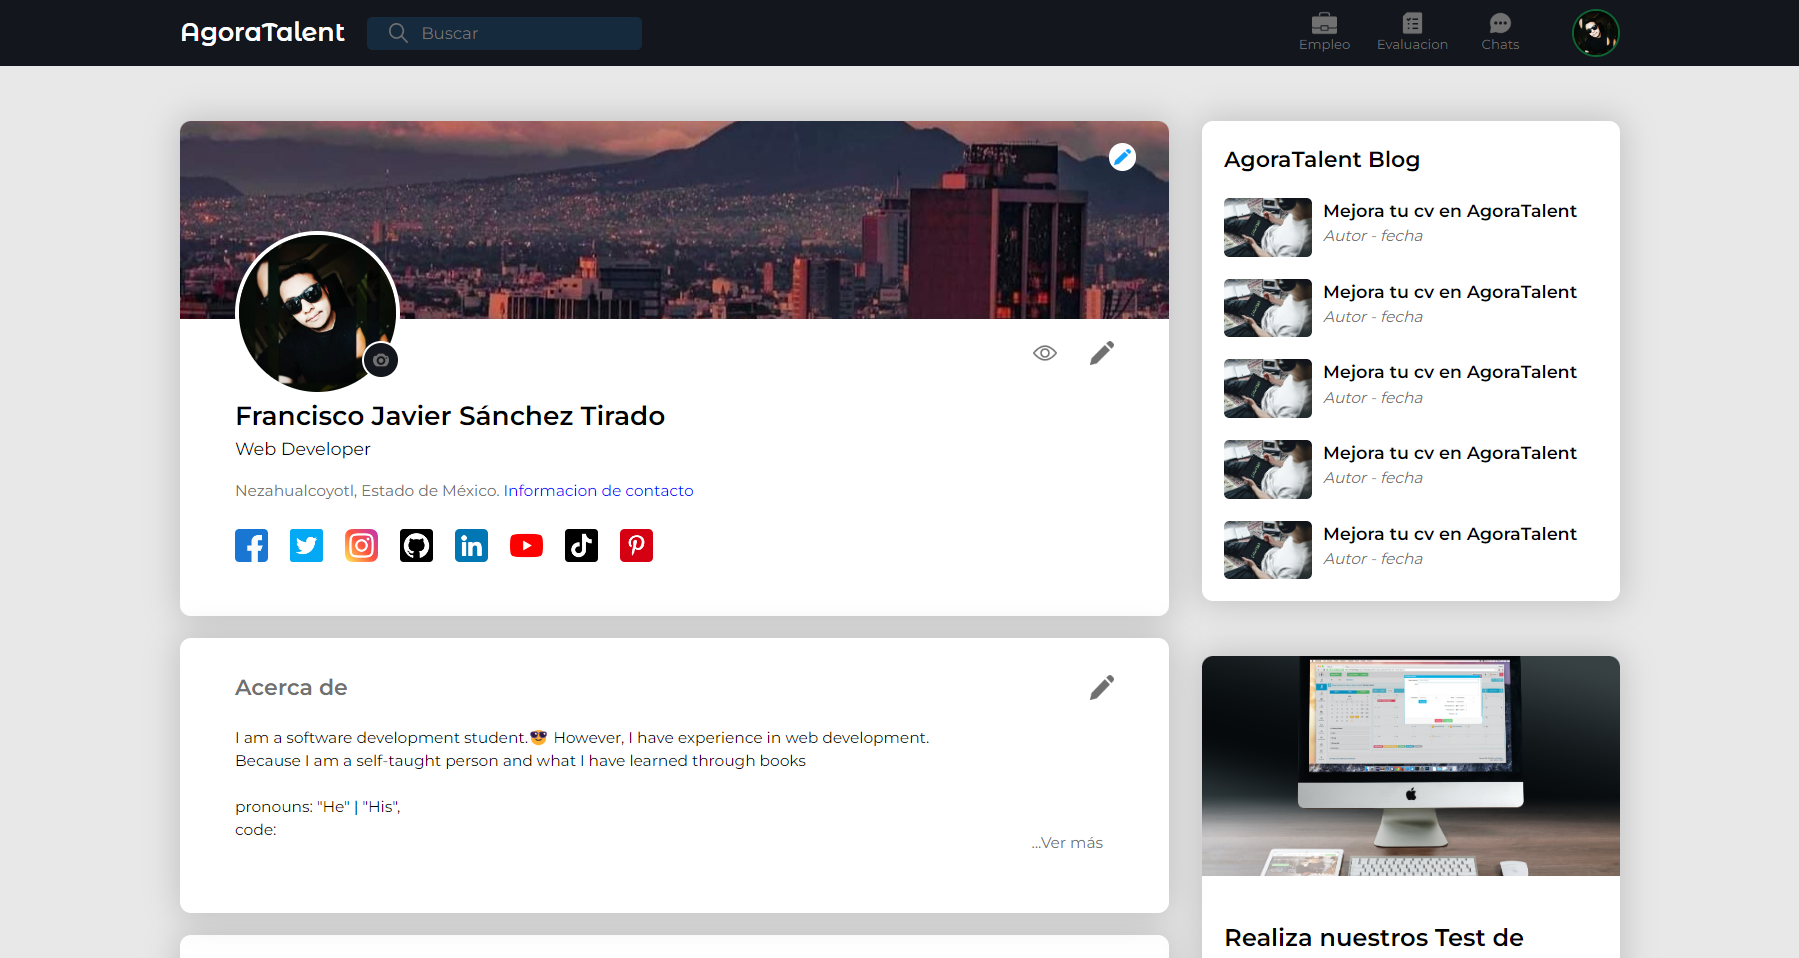 AgoraTalent
Buscar
Empleo
Evaluacion
Chats
Francisco Javier Sánchez Tirado
Web Developer
Nezahualcoyotl, Estado de México. Informacion de contacto
Acerca de
I am a software development student.😎 However, I have experience in web development.
Because I am a self-taught person and what I have learned through books
pronouns: "He" | "His",
code:
...Ver más
AgoraTalent Blog
Mejora tu cv en AgoraTalent
Autor - fecha
Mejora tu cv en AgoraTalent
Autor - fecha
Mejora tu cv en AgoraTalent
Autor - fecha
Mejora tu cv en AgoraTalent
Autor - fecha
Mejora tu cv en AgoraTalent
Autor - fecha
Realiza nuestros Test de